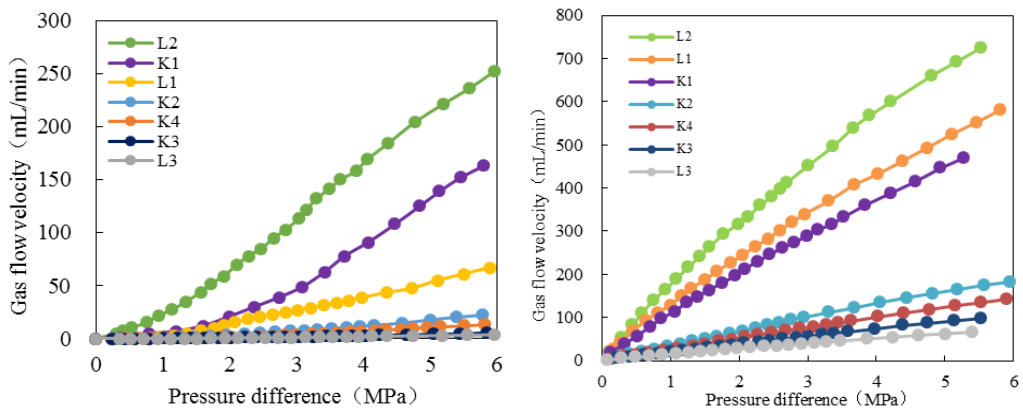 300
250
200
150
100
50
0
Gas flow velocity（mL/min）
L2
K1
L1
K2
K4
K3
L3
0 1 2 3 4 5 6
Pressure difference（MPa）
800
700
600
500
400
300
200
100
0
Gas flow velocity（mL/min）
L2
L1
K1
K2
K4
K3
L3
0 1 2 3 4 5 6
Pressure difference（MPa）